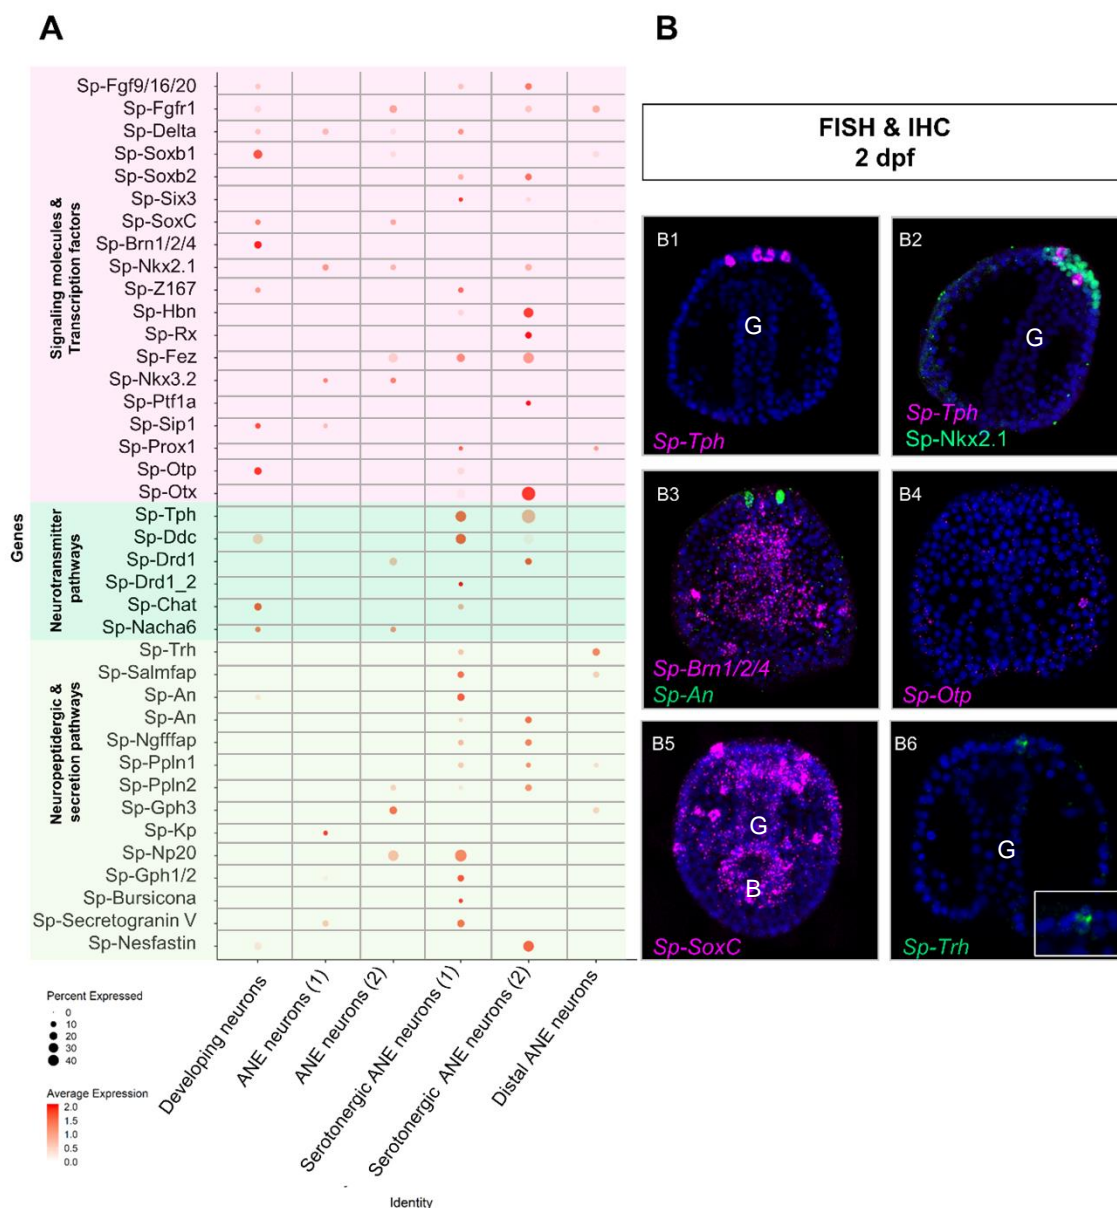 A
B
Genes
Signaling molecules &
Transcription factors
Sp-Fgf9/16/20
Sp-Fgfr1
Sp-Delta
Sp-Soxb1
Sp-Soxb2
Sp-Six3
Sp-SoxC
Sp-Brn1/2/4
Sp-Nkx2.1
Sp-Z167
Sp-Hbn
Sp-Rx
Sp-Fez
Sp-Nkx3.2
Sp-Ptf1a
Sp-Sip1
Sp-Prox1
Sp-Otp
Sp-Otx
Neurotransmitter
pathways
Sp-Tph
Sp-Ddc
Sp-Drd1
Sp-Drd1_2
Sp-Chat
Sp-Nacha6
Neuropeptidergic &
secretion pathways
Sp-Trh
Sp-Salmfap
Sp-An
Sp-An
Sp-Ngfffap
Sp-Ppln1
Sp-Ppln2
Sp-Gph3
Sp-Kp
Sp-Np20
Sp-Gph1/2
Sp-Bursicona
Sp-Secretogranin V
Sp-Nesfastin
Developing neurons
ANE neurons (1)
ANE neurons (2)
Serotonergic ANE neurons (1)
Serotonergic ANE neurons (2)
Distal ANE neurons
Identity
Percent Expressed
0
10
20
30
40
Average Expression
2.0
1.5
1.0
0.5
0.0
FISH & IHC
2 dpf
B1
G
Sp-Tph
B2
G
Sp-Tph
Sp-Nkx2.1
B3
Sp-Brn1/2/4
Sp-An
B4
Sp-Otp
B5
G
B
Sp-SoxC
B6
G
Sp-Trh